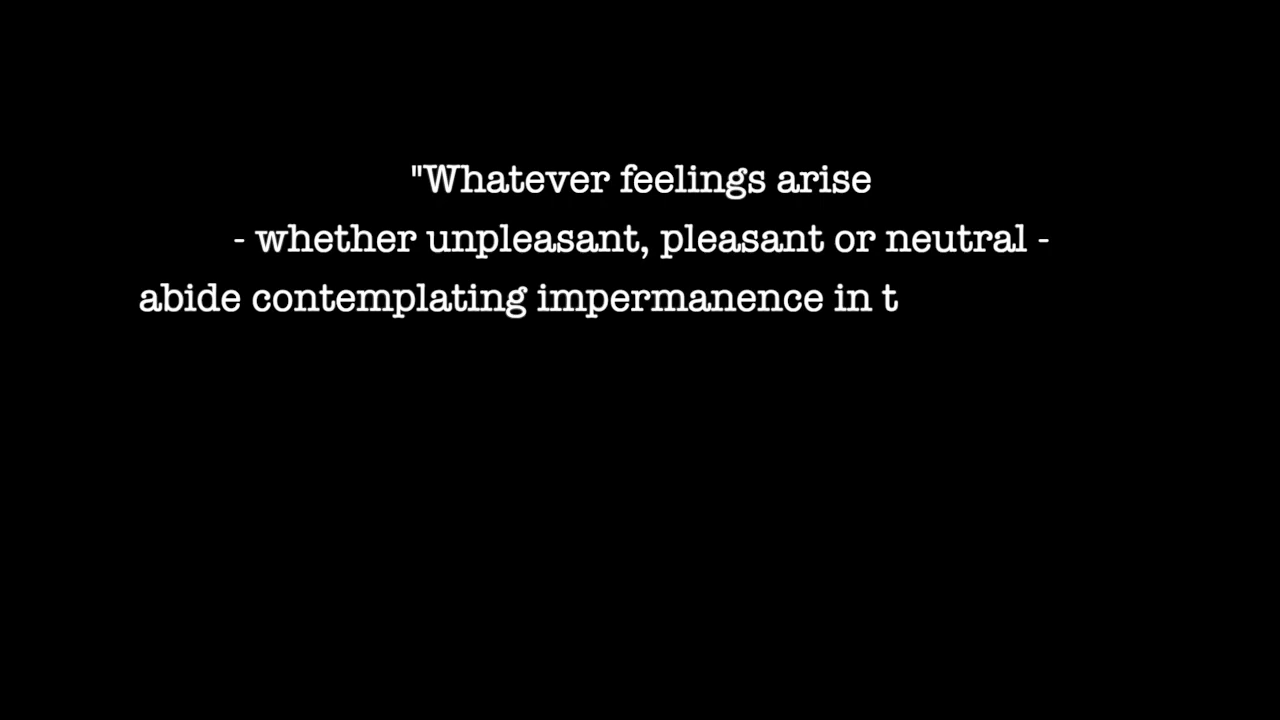 "Whatever feelings arise
- whether unpleasant, pleasant or neutral -
abide contemplating impermanence in t